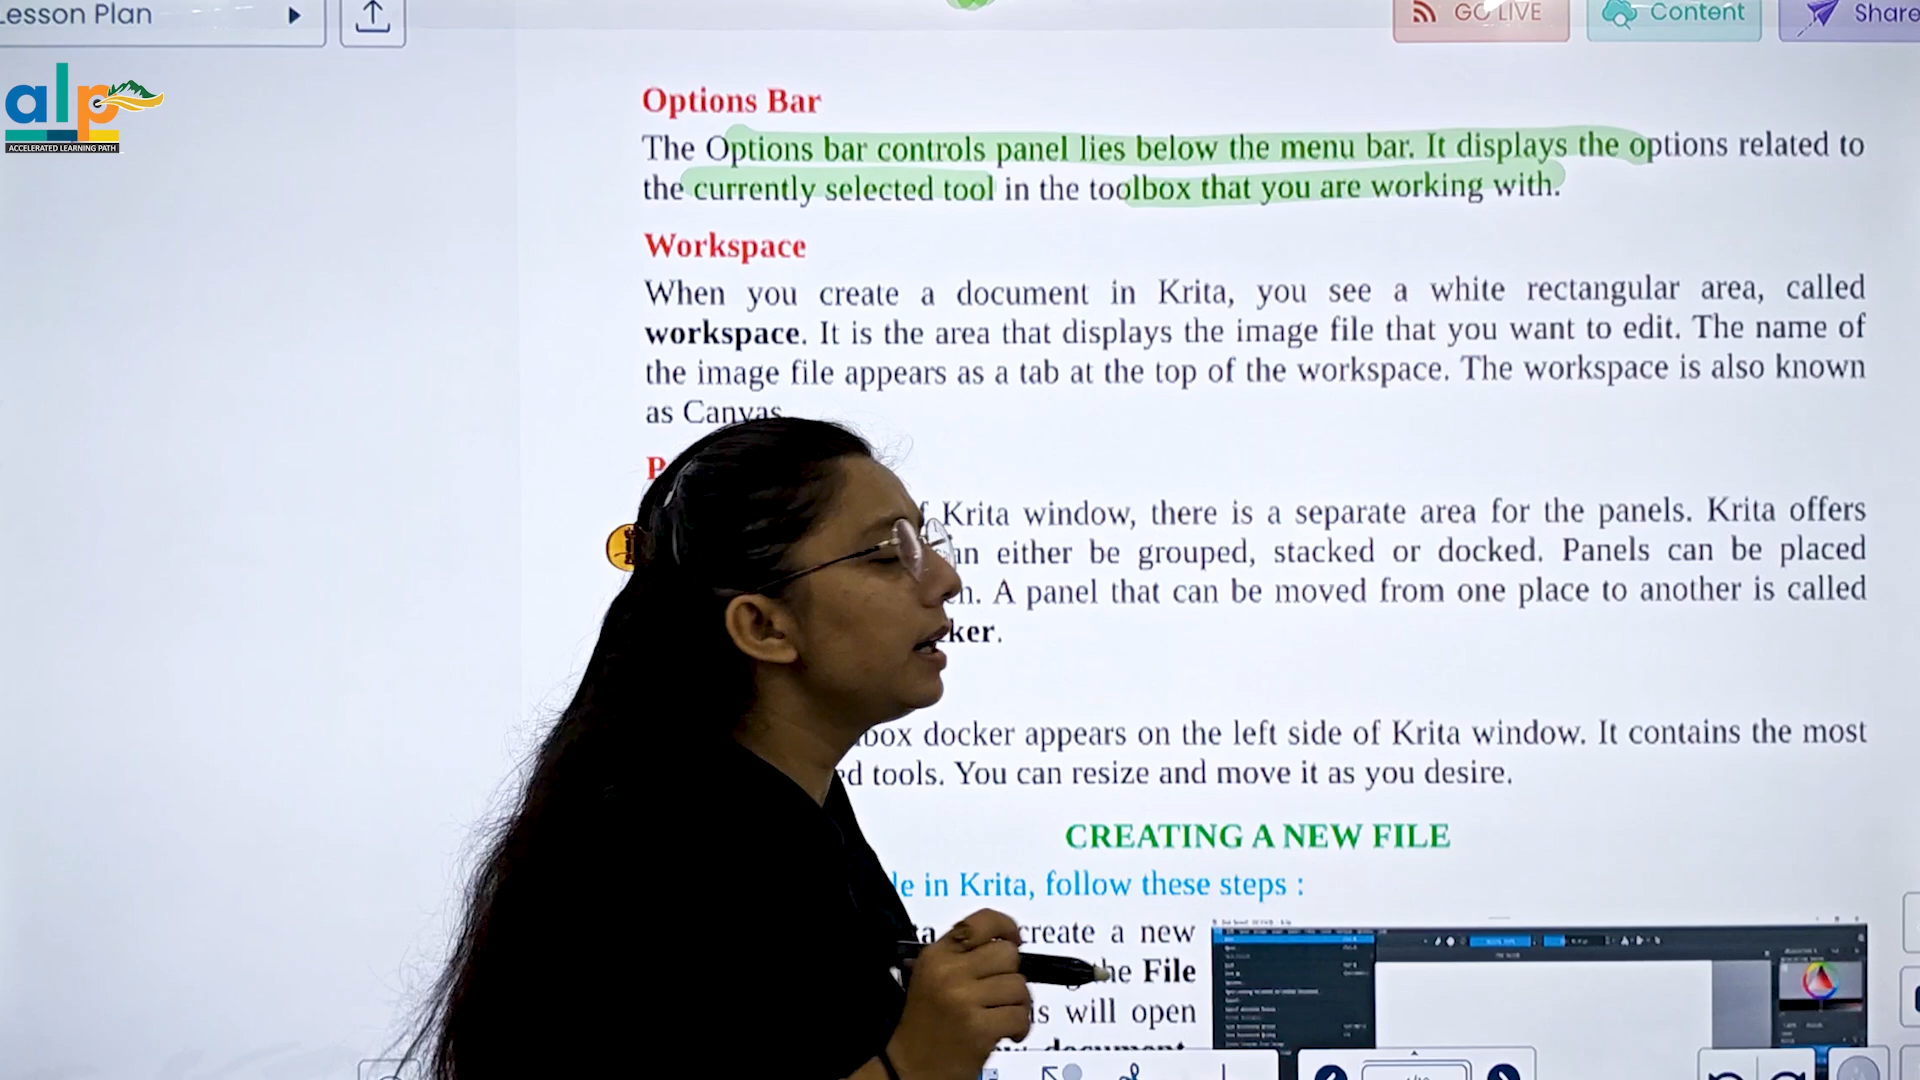 Lesson Plan
GO LIVE
Content
Share
alp
ACCELERATED LEARNING PATH
Options Bar
The Options bar controls panel lies below the menu bar. It displays the options related to
the currently selected tool in the toolbox that you are working with.
Workspace
When you create a document in Krita, you see a white rectangular area, called
workspace. It is the area that displays the image file that you want to edit. The name of
the image file appears as a tab at the top of the workspace. The workspace is also known
as Canvas
Krita window, there is a separate area for the panels. Krita offers
either be grouped, stacked or docked. Panels can be placed
A panel that can be moved from one place to another is called
ker.
box docker appears on the left side of Krita window. It contains the most
ed tools. You can resize and move it as you desire.
CREATING A NEW FILE
in Krita, follow these steps :
create a new
the File
is will open
document